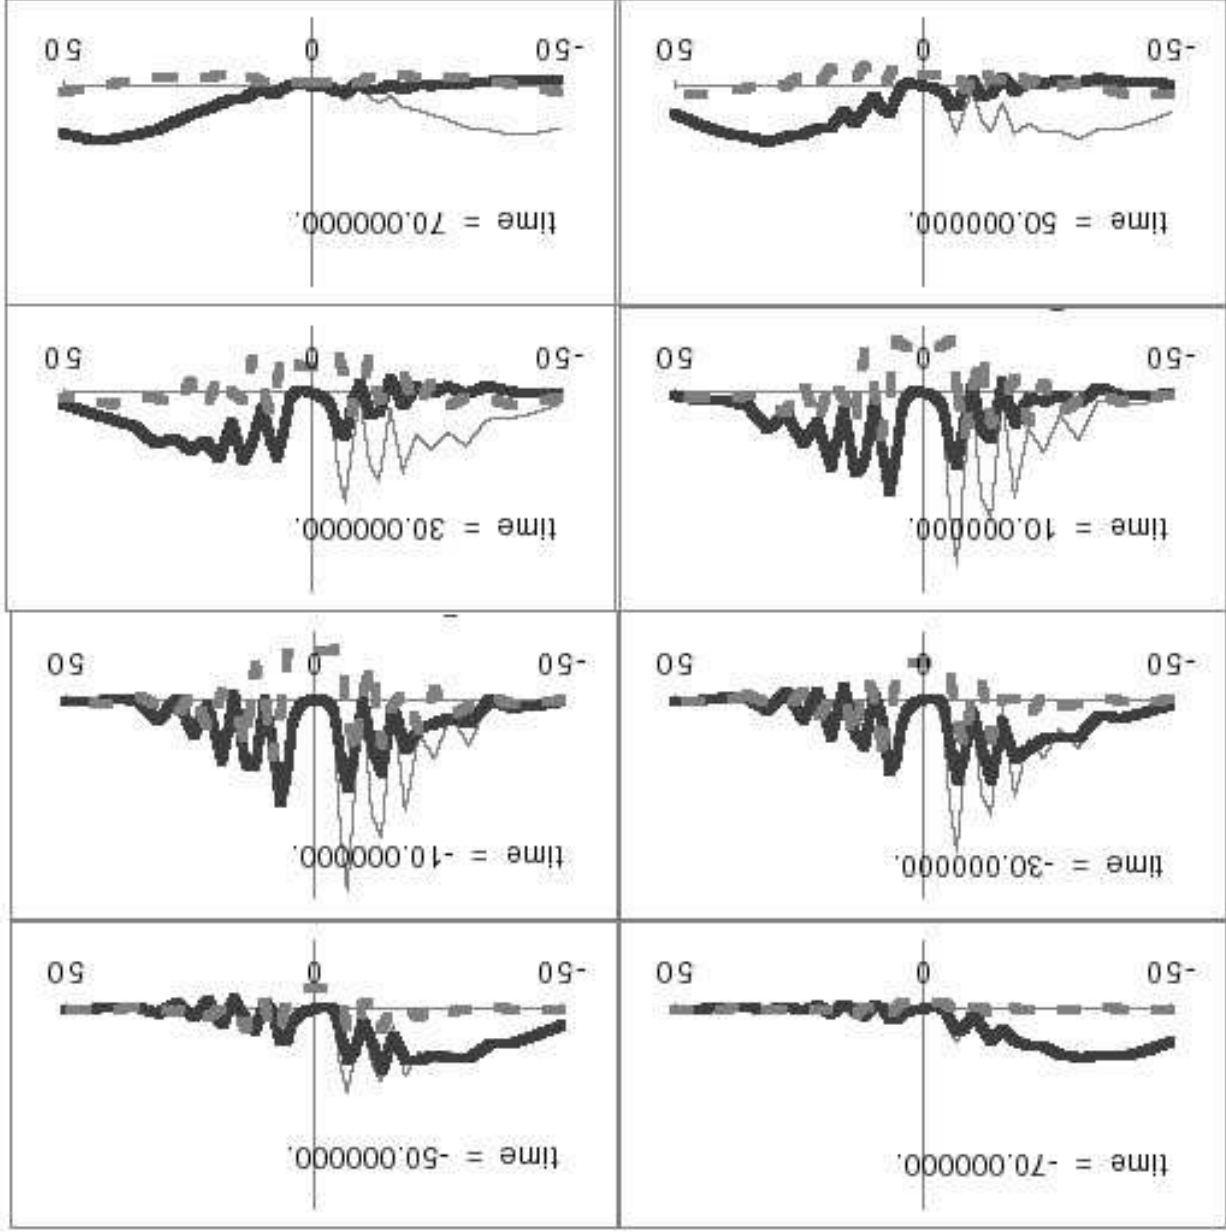 time = -70.000000.
-50 0 50
time = -50.000000.
-50 0 50
time = -30.000000.
-50 0 50
time = -10.000000.
-50 0 50
time = 10.000000.
-50 0 50
time = 30.000000.
-50 0 50
time = 50.000000.
-50 0 50
time = 70.000000.
-50 0 50